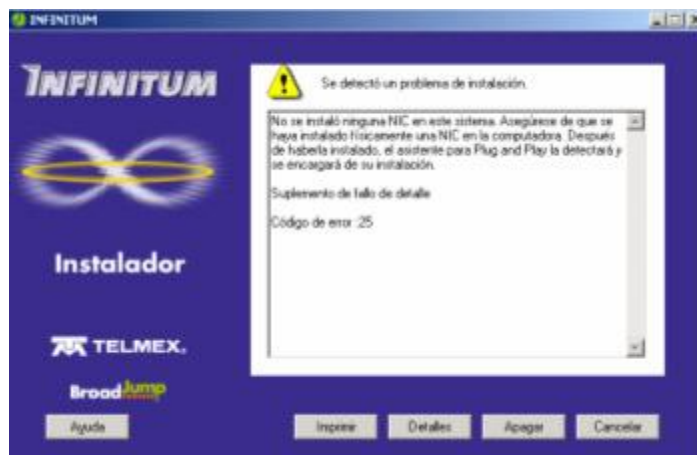 INFINITUM
INFINITUM
Se detectó un problema de instalación.
No se instaló ninguna NIC en este sistema. Asegúrese de que se
haya instalado físicamente una NIC en la computadora. Después
de haberla instalado, el asistente para Plug and Play la detectará y
se encargará de su instalación.
Suplemento de fallo de detalle
Código de error :25
Instalador
TELMEX.
BroadJump
Ayuda
Imprimir
Detalles
Apagar
Cancelar